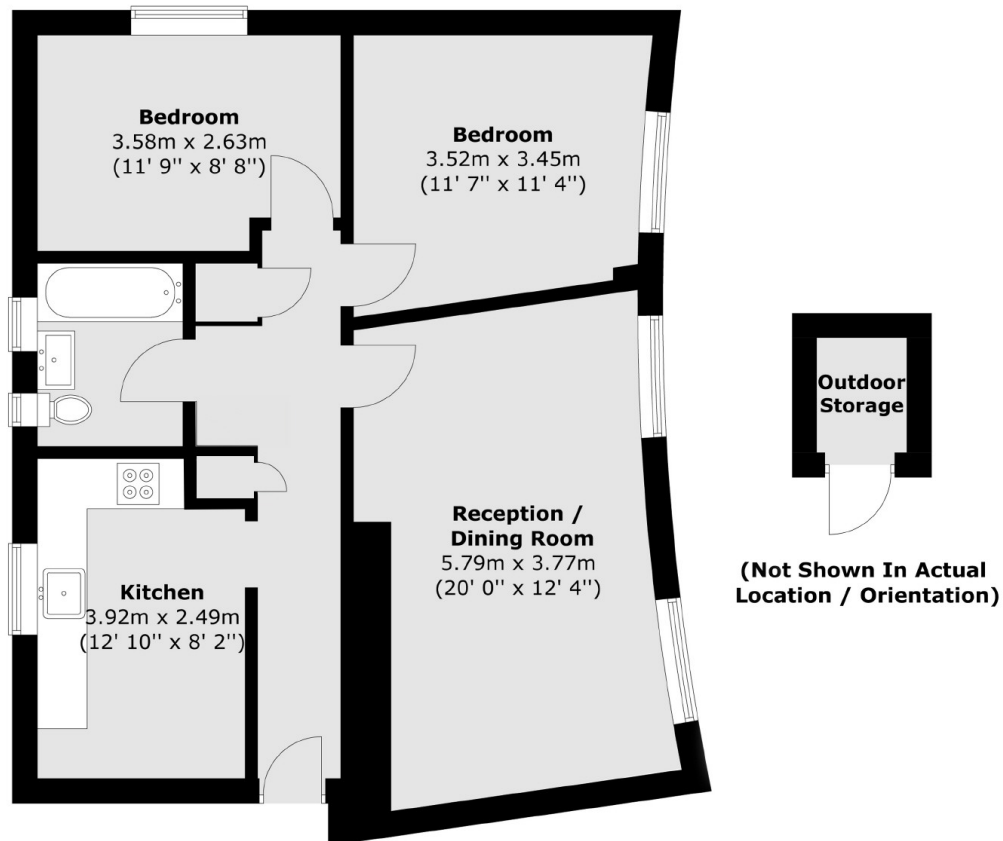 Bedroom
3.58m x 2.63m
(11' 9'' x 8' 8'')
Bedroom
3.52m x 3.45m
(11' 7'' x 11' 4'')
Outdoor
Storage
Reception /
Dining Room
5.79m x 3.77m
(20' 0'' x 12' 4'')
(Not Shown In Actual
Location / Orientation)
Kitchen
3.92m x 2.49m
(12' 10'' x 8' 2'')